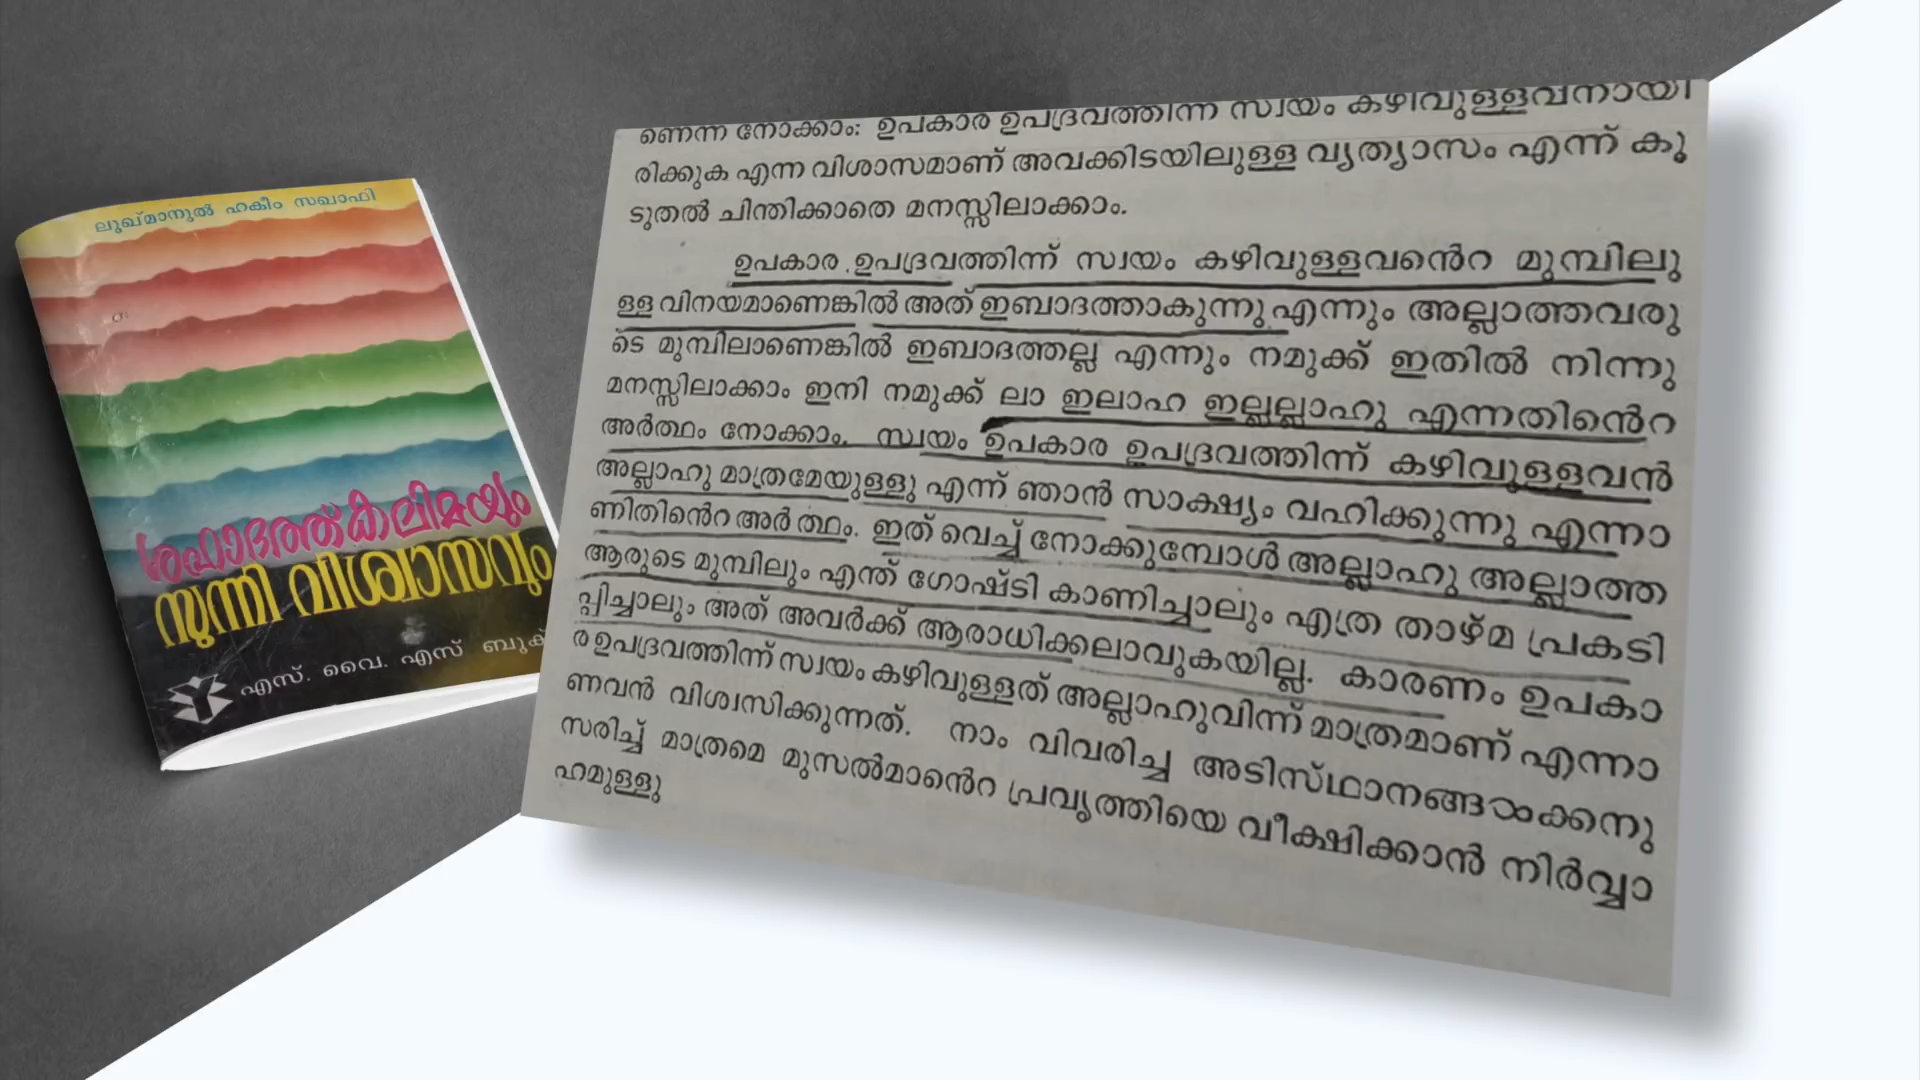 ലുഖ്മാനുൽ ഹകീം സഖാഫി
ശഹാദത്ത് കലിമയും
സുന്നി വിശ്വാസവും
എസ്. വൈ. എസ് ബുക്
ണെന്ന നോക്കാം: ഉപകാര ഉപദ്രവത്തിന്ന സ്വയം കഴിവുള്ളവനായി
രിക്കുക എന്ന വിശാസമാണ് അവക്കിടയിലുള്ള വ്യത്യാസം എന്ന് കൂ
ടുതൽ ചിന്തിക്കാതെ മനസ്സിലാക്കാം.
ഉപകാര ഉപദ്രവത്തിന്ന് സ്വയം കഴിവുള്ളവൻെറ മുമ്പിലു
ള്ള വിനയമാണെങ്കിൽ അത് ഇബാദത്താകുന്നു എന്നും അല്ലാത്തവരു
ടെ മുമ്പിലാണെങ്കിൽ ഇബാദത്തല്ല എന്നും നമുക്ക് ഇതിൽ നിന്നു
മനസ്സിലാക്കാം ഇനി നമുക്ക് ലാ ഇലാഹ ഇല്ലല്ലാഹു എന്നതിൻെറ
അർത്ഥം നോക്കാം. സ്വയം ഉപകാര ഉപദ്രവത്തിന്ന് കഴിവുള്ളവൻ
അല്ലാഹു മാത്രമേയുള്ളു എന്ന് ഞാൻ സാക്ഷ്യം വഹിക്കുന്നു എന്നാ
ണിതിൻെറ അർത്ഥം. ഇത് വെച്ച് നോക്കുമ്പോൾ അല്ലാഹു അല്ലാത്ത
ആരുടെ മുമ്പിലും എന്ത് ഗോഷ്ടി കാണിച്ചാലും എത്ര താഴ്മ പ്രകടി
പ്പിച്ചാലും അത് അവർക്ക് ആരാധിക്കലാവുകയില്ല. കാരണം ഉപകാ
ര ഉപദ്രവത്തിന്ന് സ്വയം കഴിവുള്ളത് അല്ലാഹുവിന്ന് മാത്രമാണ് എന്നാ
ണവൻ വിശ്വസിക്കുന്നത്. നാം വിവരിച്ച അടിസ്ഥാനങ്ങൾക്കനു
സരിച്ച് മാത്രമെ മുസൽമാൻെറ പ്രവൃത്തിയെ വീക്ഷിക്കാൻ നിർവ്വാ
ഹമുള്ളു